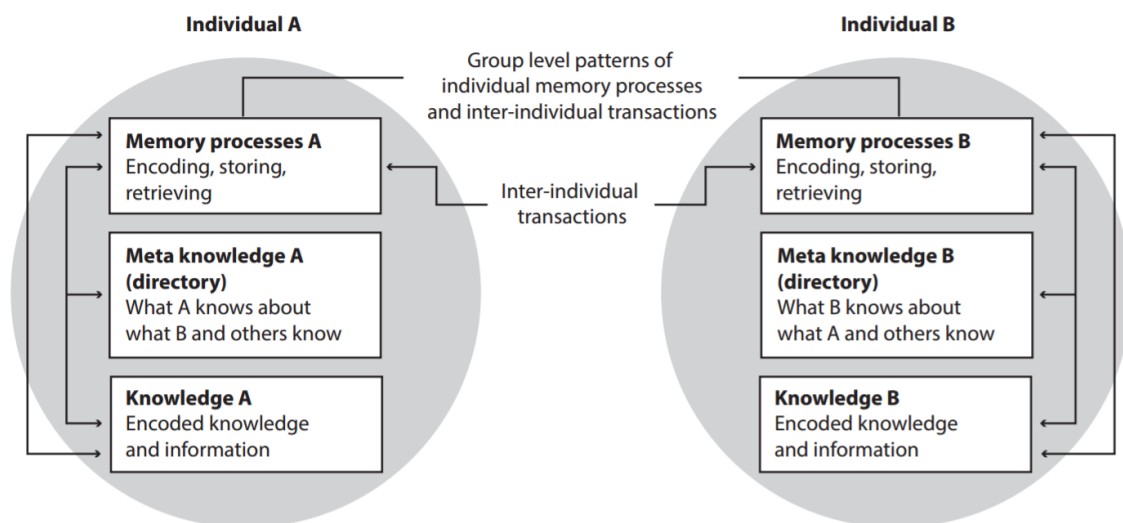 Individual A
Individual B
Group level patterns of
individual memory processes
and inter-individual transactions
Memory processes A
Encoding, storing,
retrieving
Memory processes B
Encoding, storing,
retrieving
Inter-individual
transactions
Meta knowledge A
(directory)
What A knows about
what B and others know
Meta knowledge B
(directory)
What B knows about
what A and others know
Knowledge A
Encoded knowledge
and information
Knowledge B
Encoded knowledge
and information